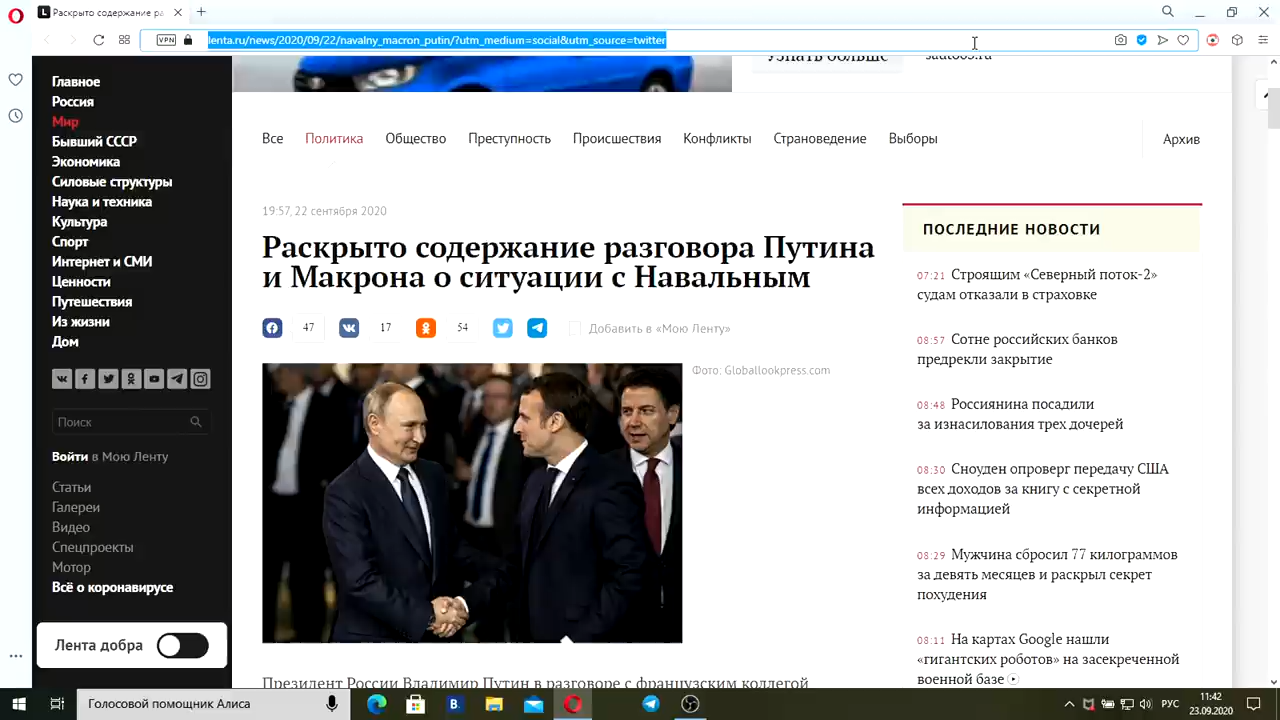 Раскрыто содержание ра
VPN
lenta.ru/news/2020/09/22/navalny_macron_putin/?utm_medium=social&utm_source=twitter
Узнать больше
sauto63.ru
Главное
Россия
Мир
Бывший СССР
Экономика
Силовые структуры
Наука и техника
Культура
Спорт
Интернет и СМИ
Ценности
Путешествия
Из жизни
Дом
Поиск
Войти в Мою Ленту
Статьи
Галереи
Видео
Спецпроекты
Мотор
Всё о коронавирусе
Лента добра
Все Политика Общество Преступность Происшествия Конфликты Страноведение Выборы Архив
19:57, 22 сентября 2020
Раскрыто содержание разговора Путина
и Макрона о ситуации с Навальным
47 17 54 Добавить в «Мою Ленту»
Фото: Globallookpress.com
Президент России Владимир Путин в разговоре с французским коллегой
ПОСЛЕДНИЕ НОВОСТИ
07:21 Строящим «Северный поток-2»
судам отказали в страховке
08:57 Сотне российских банков
предрекли закрытие
08:48 Россиянина посадили
за изнасилования трех дочерей
08:30 Сноуден опроверг передачу США
всех доходов за книгу с секретной
информацией
08:29 Мужчина сбросил 77 килограммов
за девять месяцев и раскрыл секрет
похудения
08:11 На картах Google нашли
«гигантских роботов» на засекреченной
военной базе
Голосовой помощник Алиса
РУС
11:42
23.09.2020